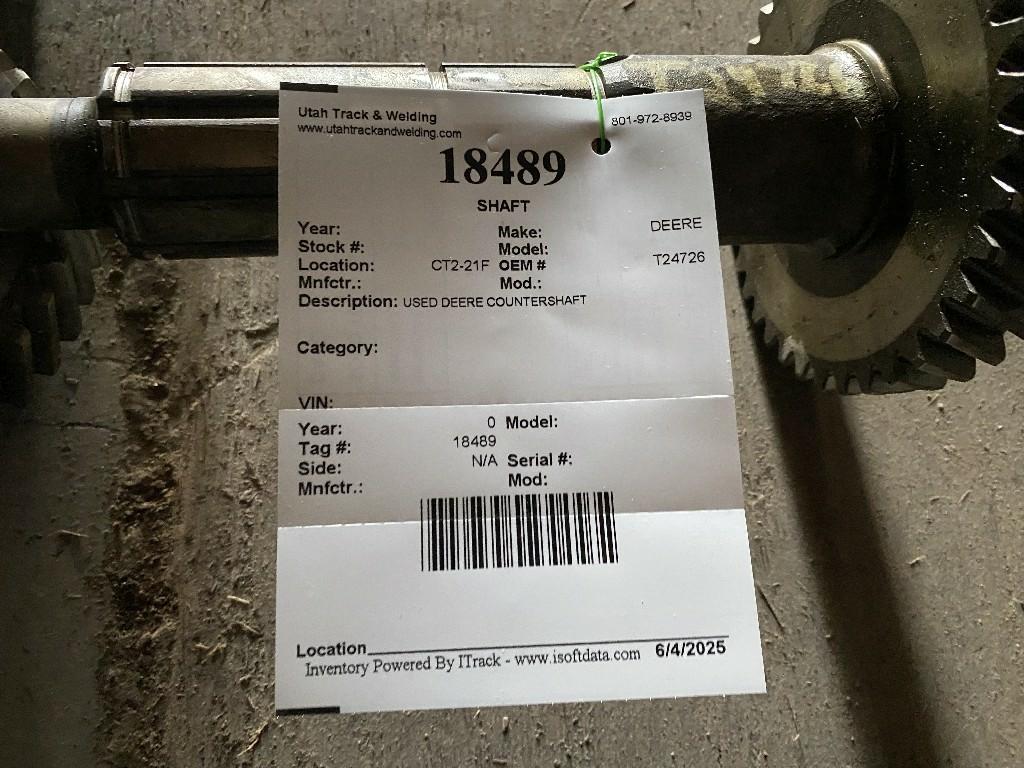 Utah Track & Welding
www.utahtrackandwelding.com
801-972-8939
18489
SHAFT
Year: Make: DEERE
Stock #: Model:
Location: CT2-21F OEM # T24726
Mnfctr.: Mod.:
Description: USED DEERE COUNTERSHAFT
Category:
VIN:
Year: 0 Model:
Tag #: 18489
Side: N/A Serial #:
Mnfctr.: Mod:
Location
Inventory Powered By ITrack - www.isoftdata.com 6/4/2025